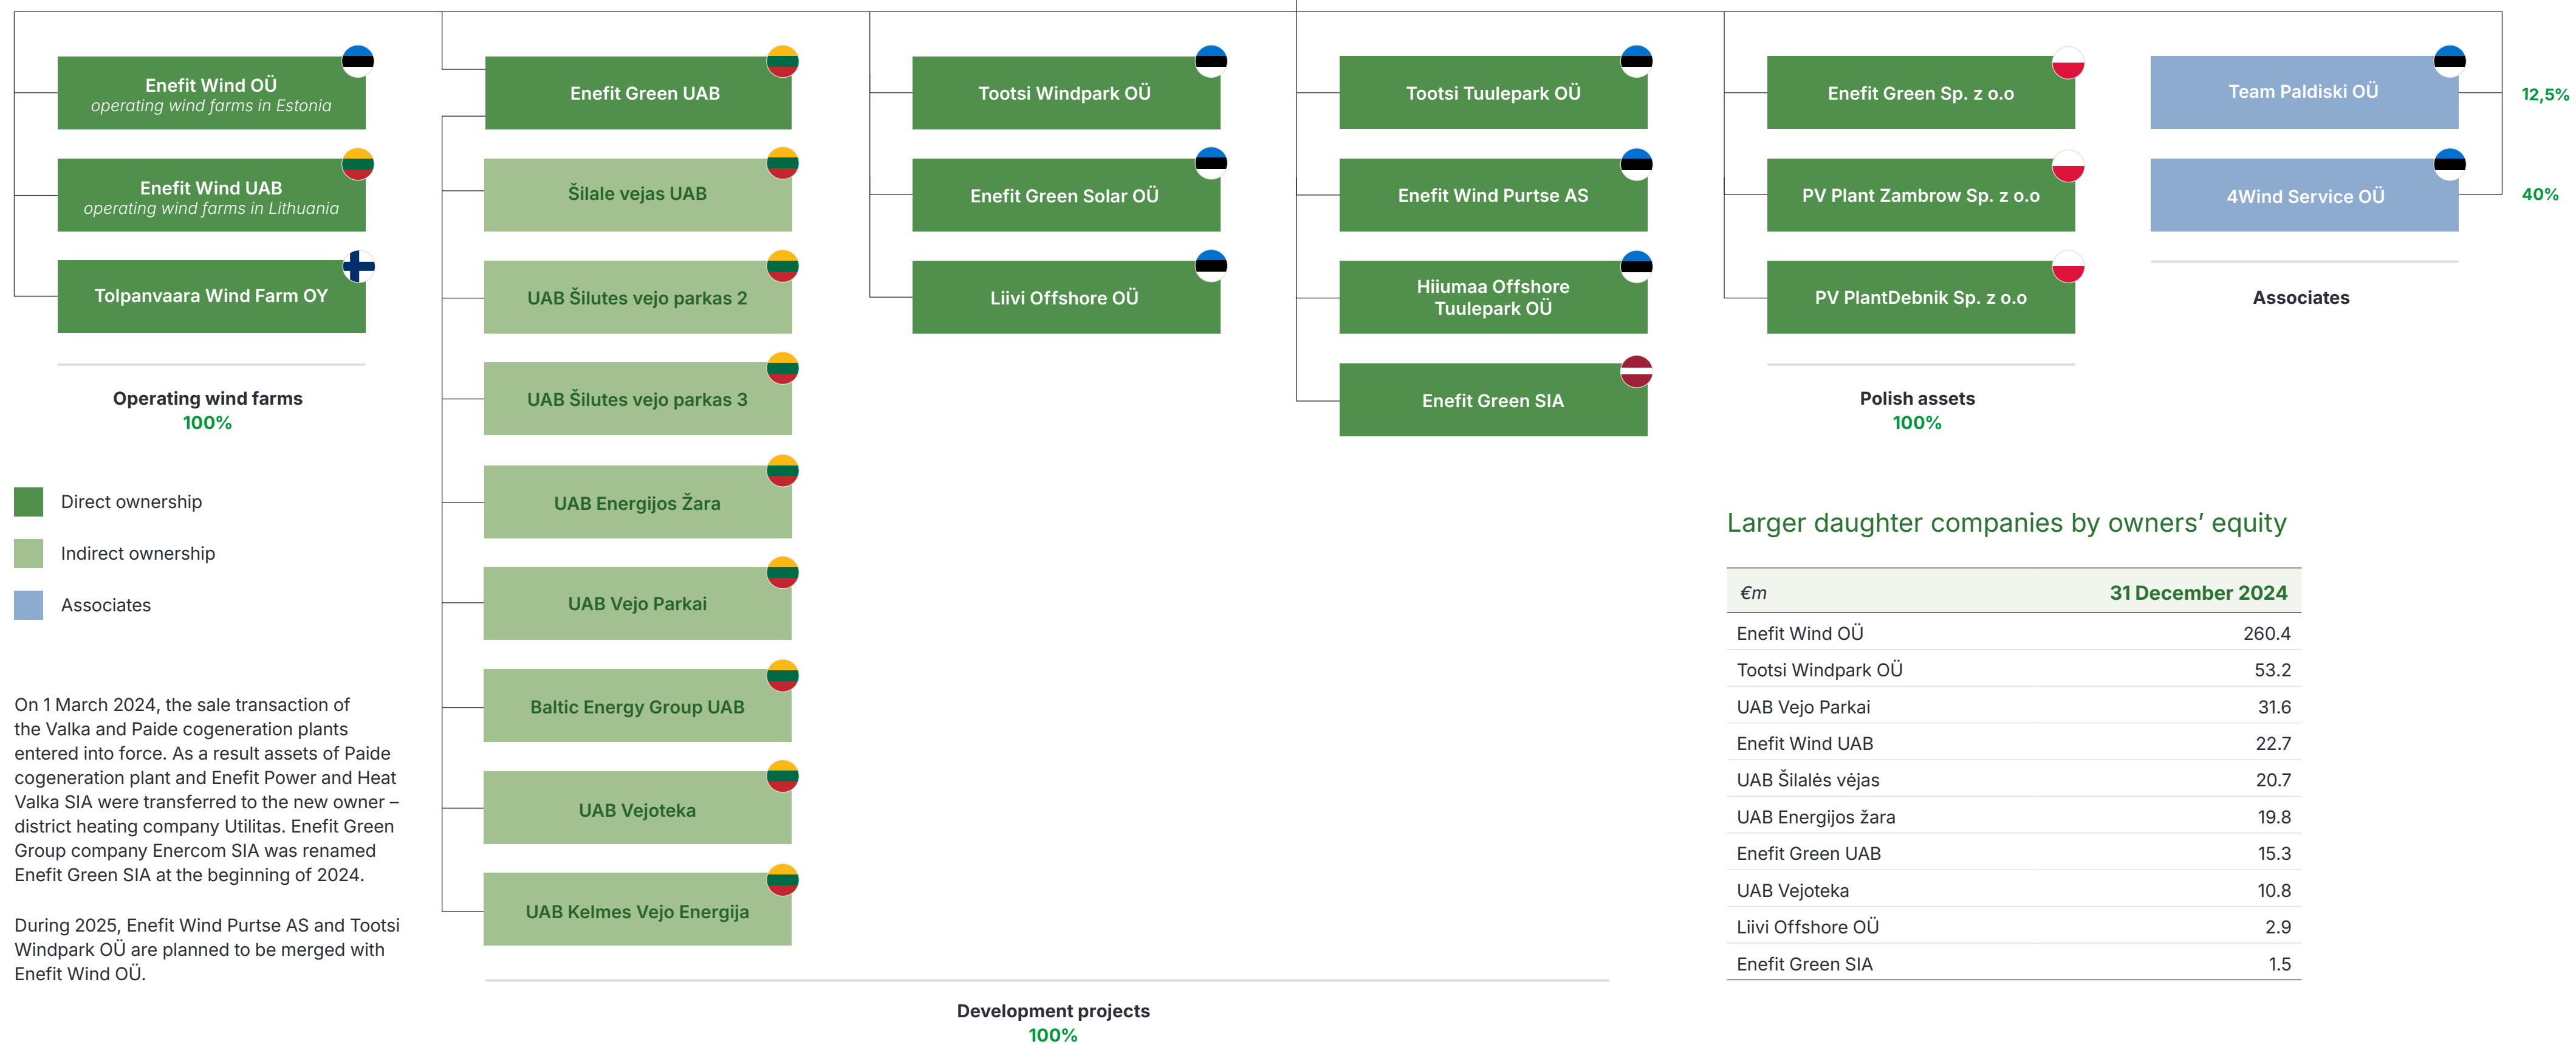 Enefit Wind OÜ
operating wind farms in Estonia
Enefit Wind UAB
operating wind farms in Lithuania
Tolpanvaara Wind Farm OY
Operating wind farms
100%
Direct ownership
Indirect ownership
Associates
On 1 March 2024, the sale transaction of
the Valka and Paide cogeneration plants
entered into force. As a result assets of Paide
cogeneration plant and Enefit Power and Heat
Valka SIA were transferred to the new owner –
district heating company Utilitas. Enefit Green
Group company Enercom SIA was renamed
Enefit Green SIA at the beginning of 2024.
During 2025, Enefit Wind Purtse AS and Tootsi
Windpark OÜ are planned to be merged with
Enefit Wind OÜ.
Enefit Green UAB
Šilale vejas UAB
UAB Šilutes vejo parkas 2
UAB Šilutes vejo parkas 3
UAB Energijos Žara
UAB Vejo Parkai
Baltic Energy Group UAB
UAB Vejoteka
UAB Kelmes Vejo Energija
Tootsi Windpark OÜ
Enefit Green Solar OÜ
Liivi Offshore OÜ
Tootsi Tuulepark OÜ
Enefit Wind Purtse AS
Hiiumaa Offshore
Tuulepark OÜ
Enefit Green SIA
Development projects
100%
Enefit Green Sp. z o.o
PV Plant Zambrow Sp. z o.o
PV PlantDebnik Sp. z o.o
Polish assets
100%
Team Paldiski OÜ
12,5%
4Wind Service OÜ
40%
Associates
Larger daughter companies by owners’ equity
€m 31 December 2024
Enefit Wind OÜ 260.4
Tootsi Windpark OÜ 53.2
UAB Vejo Parkai 31.6
Enefit Wind UAB 22.7
UAB Šilalės vėjas 20.7
UAB Energijos žara 19.8
Enefit Green UAB 15.3
UAB Vejoteka 10.8
Liivi Offshore OÜ 2.9
Enefit Green SIA 1.5